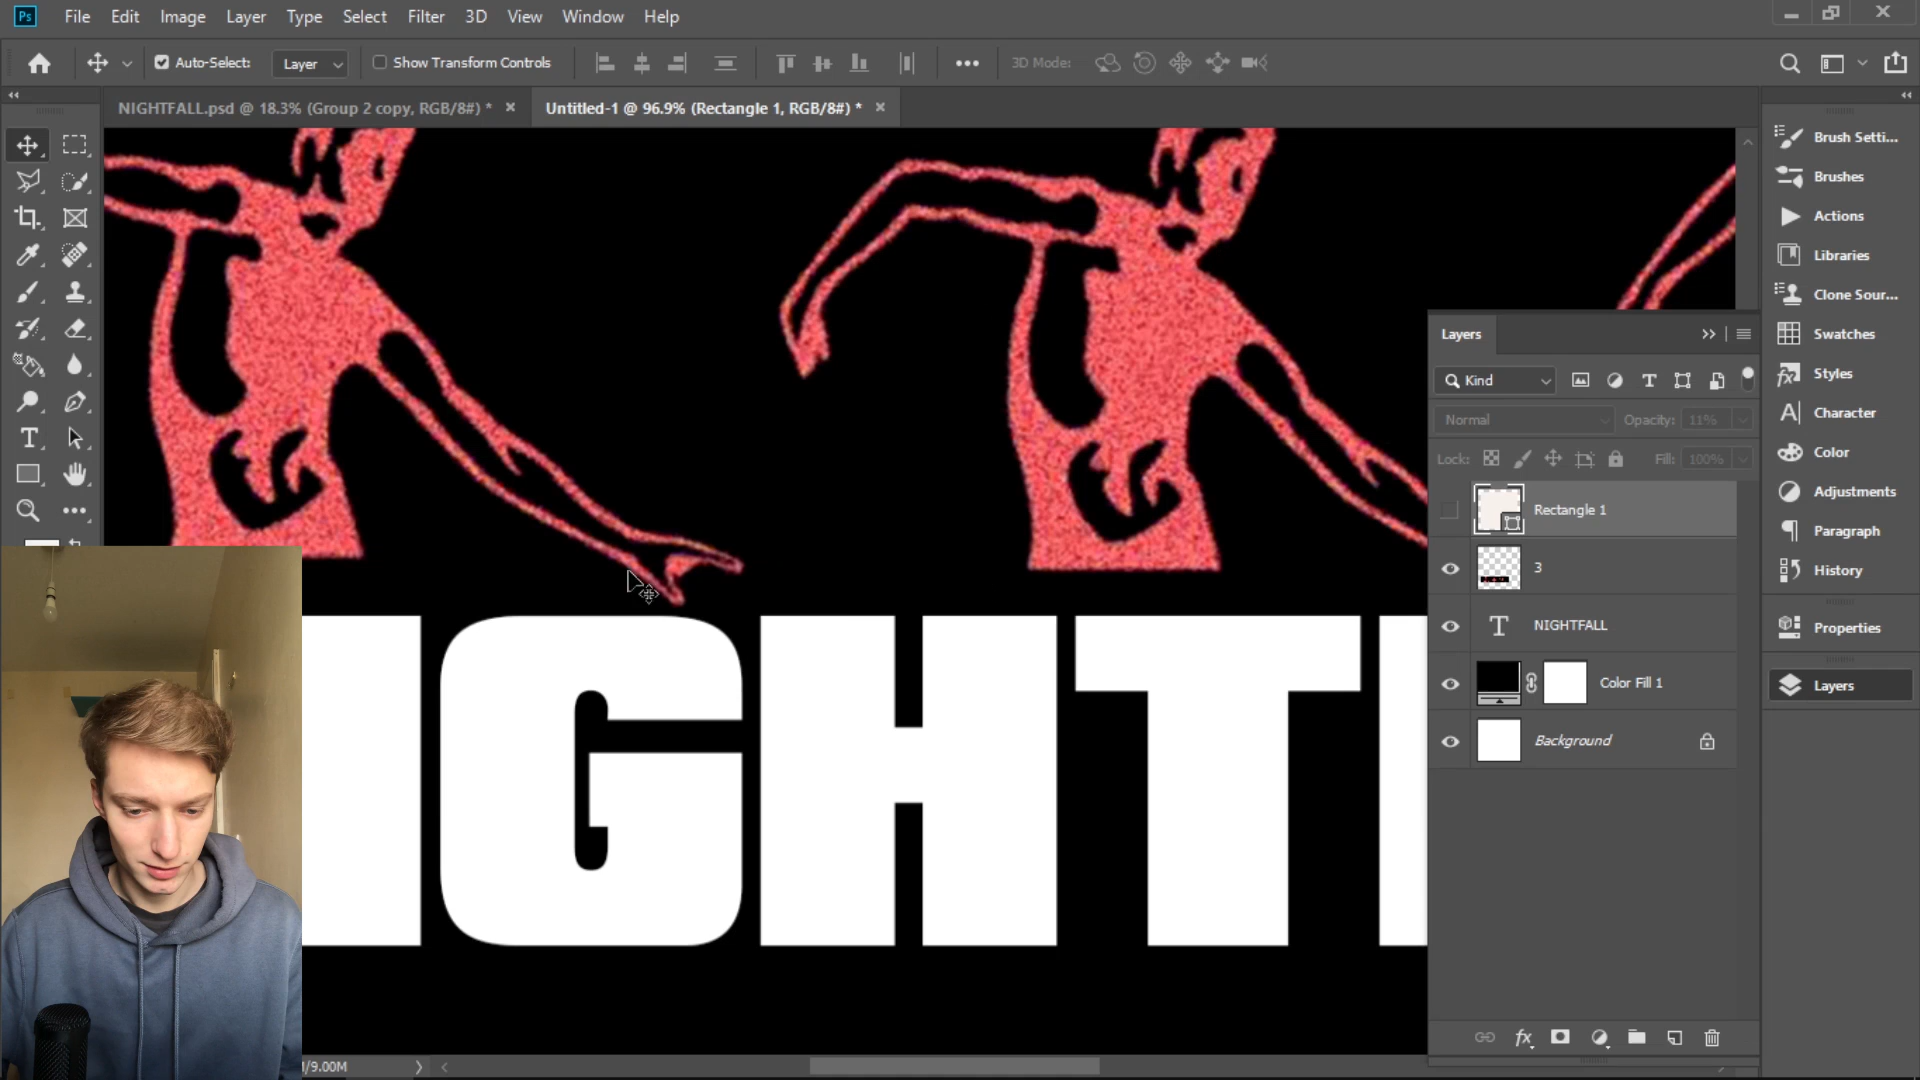 Ps File Edit Image Layer Type Select Filter 3D View Window Help
Auto-Select: Layer Show Transform Controls 3D Mode:
NIGHTFALL.psd @ 18.3% (Group 2 copy, RGB/8#) * Untitled-1 @ 96.9% (Rectangle 1, RGB/8#) *
Brush Setti...
Brushes
Actions
Libraries
Clone Sour...
Swatches
Styles
Character
Color
Adjustments
Paragraph
History
Properties
Layers
Layers
Kind
Normal Opacity: 11%
Lock: Fill: 100%
Rectangle 1
3
NIGHTFALL
Color Fill 1
Background
IGHT
/9.00M